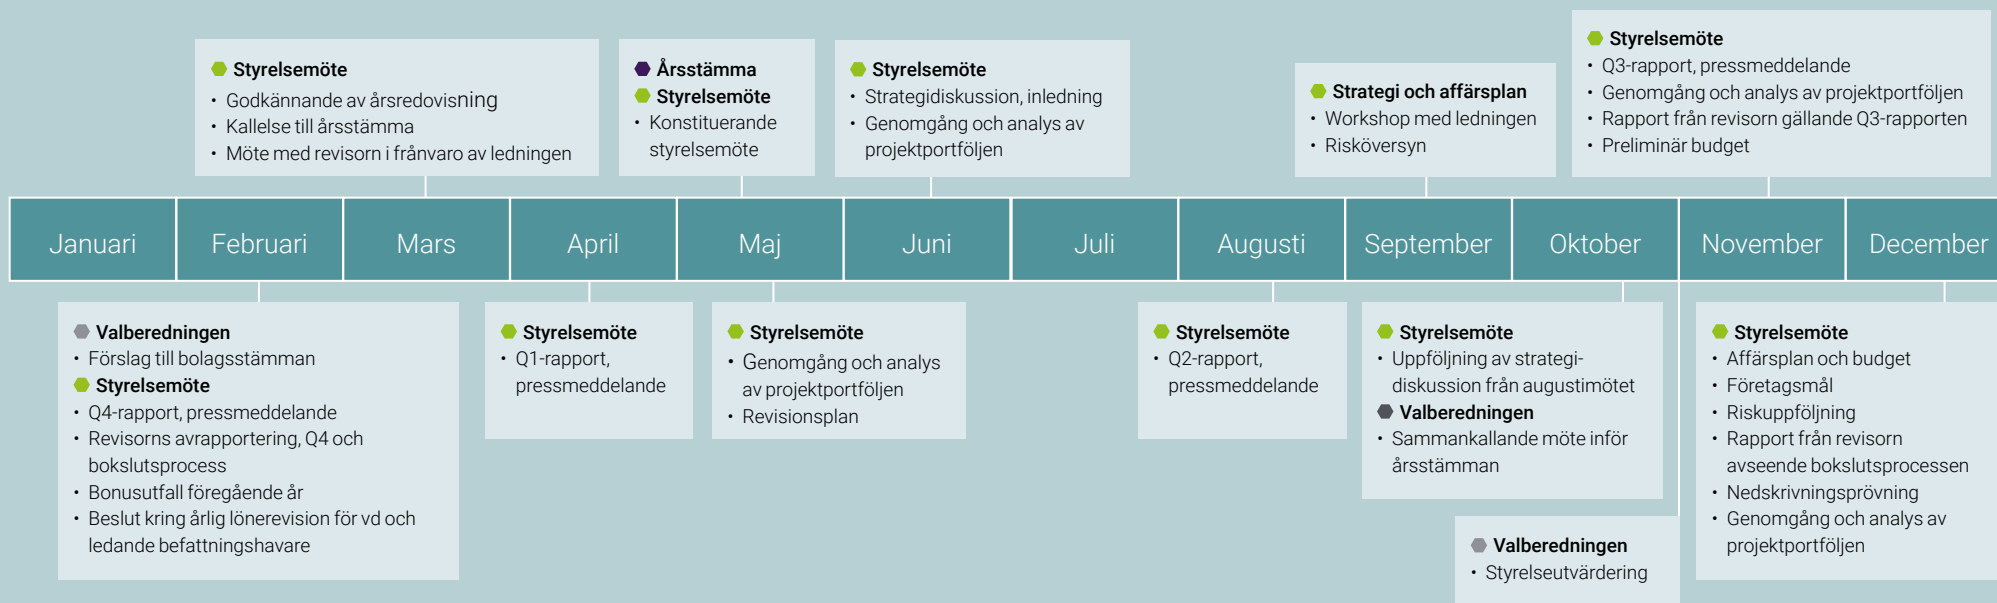 Styrelsemöte
• Godkännande av årsredovisning
• Kallelse till årsstämma
• Möte med revisorn i frånvaro av ledningen
Årsstämma
Styrelsemöte
• Konstituerande
styrelsemöte
Styrelsemöte
• Strategidiskussion, inledning
• Genomgång och analys av
projektportföljen
Strategi och affärsplan
• Workshop med ledningen
• Risköversyn
Styrelsemöte
• Q3-rapport, pressmeddelande
• Genomgång och analys av projektportföljen
• Rapport från revisorn gällande Q3-rapporten
• Preliminär budget
Januari Februari Mars April Maj Juni Juli Augusti September Oktober November December
Valberedningen
• Förslag till bolagsstämman
Styrelsemöte
• Q4-rapport, pressmeddelande
• Revisorns avrapportering, Q4 och
bokslutsprocess
• Bonusutfall föregående år
• Beslut kring årlig lönerevision för vd och
ledande befattningshavare
Styrelsemöte
• Q1-rapport,
pressmeddelande
Styrelsemöte
• Genomgång och analys
av projektportföljen
• Revisionsplan
Styrelsemöte
• Q2-rapport,
pressmeddelande
Styrelsemöte
• Uppföljning av strategi-
diskussion från augustimötet
Valberedningen
• Sammankallande möte inför
årsstämman
Valberedningen
• Styrelseutvärdering
Styrelsemöte
• Affärsplan och budget
• Företagsmål
• Riskuppföljning
• Rapport från revisorn
avseende bokslutsprocessen
• Nedskrivningsprövning
• Genomgång och analys av
projektportföljen